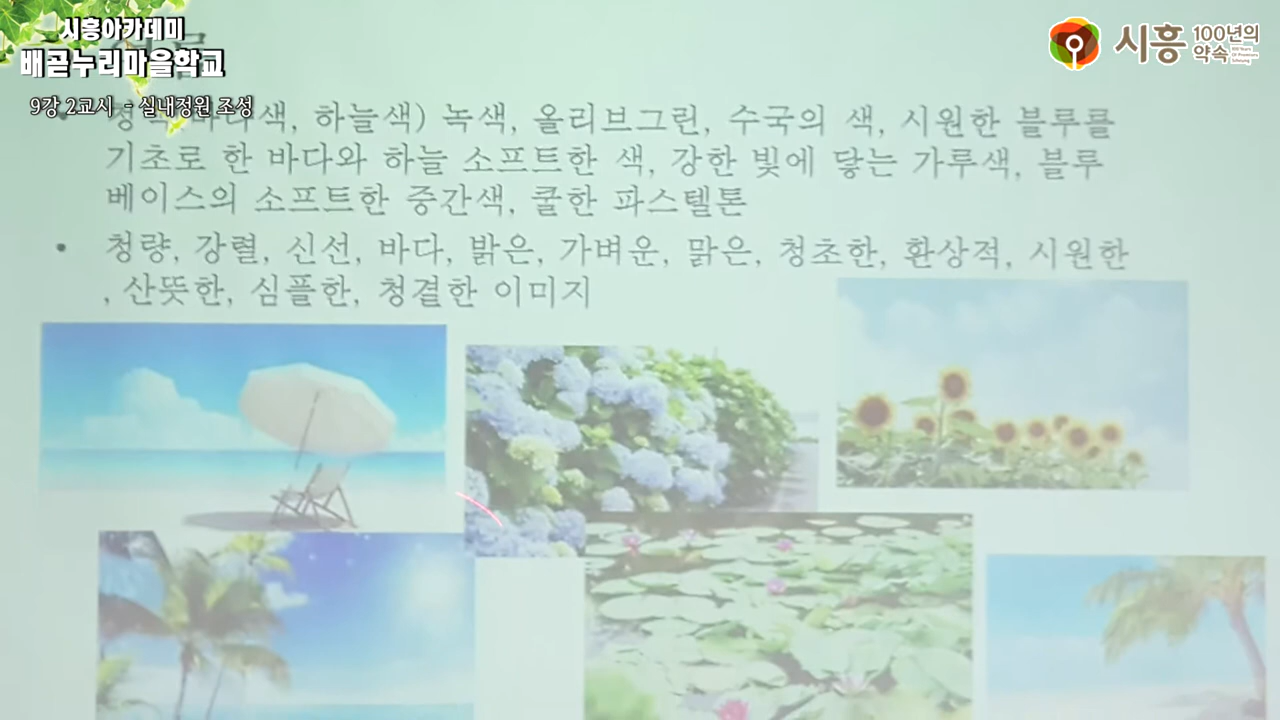 시흥아카데미
배곧누리마을학교
9강 2교시 - 실내정원 조성
시흥 100년의
약속
하늘색) 녹색, 올리브그린, 수국의 색, 시원한 블루를
기초로 한 바다와 하늘 소프트한 색, 강한 빛에 닿는 가루색, 블루
베이스의 소프트한 중간색, 쿨한 파스텔톤
• 청량, 강렬, 신선, 바다, 밝은, 가벼운, 맑은, 청초한, 환상적, 시원한
, 산뜻한, 심플한, 청결한 이미지